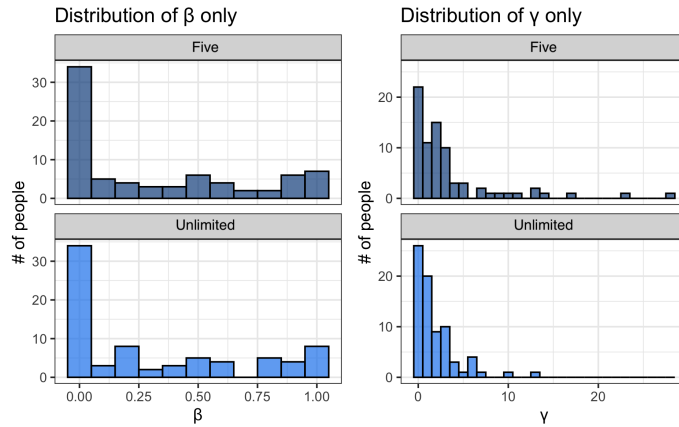 Distribution of β only
Five
30
20
10
0
Unlimited
30
20
10
0
0.00 0.25 0.50 0.75 1.00
β
# of people
Distribution of γ only
Five
20
10
0
Unlimited
20
10
0
0 10 20
γ
# of people